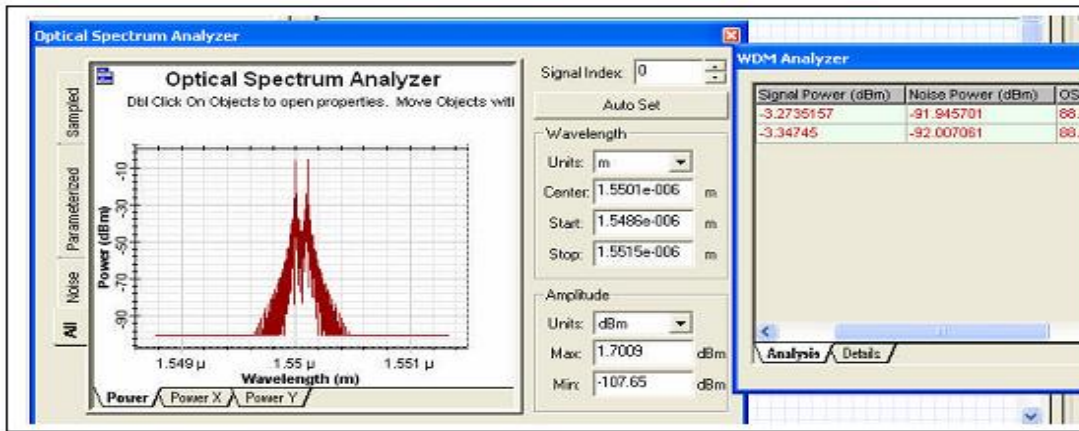 Optical Spectrum Analyzer
Sampled
Parameterized
Noise
All
Optical Spectrum Analyzer
Dbl Click On Objects to open properties. Move Objects witl
Power (dBm)
-10
-30
-50
-70
-90
1.549 µ
1.55 µ
1.551 µ
Wavelength (m)
Power
Power X
Power Y
Signal Index: 0
Auto Set
Wavelength
Units: m
Center: 1.5501e-006 m
Start: 1.5486e-006 m
Stop: 1.5515e-006 m
Amplitude
Units: dBm
Max: 1.7009 dBm
Min: -107.65 dBm
WDM Analyzer
Signal Power (dBm) Noise Power (dBm) OS
-3.2735157 -91.945701 88.
-3.34745 -92.007061 88.
Analysis
Details